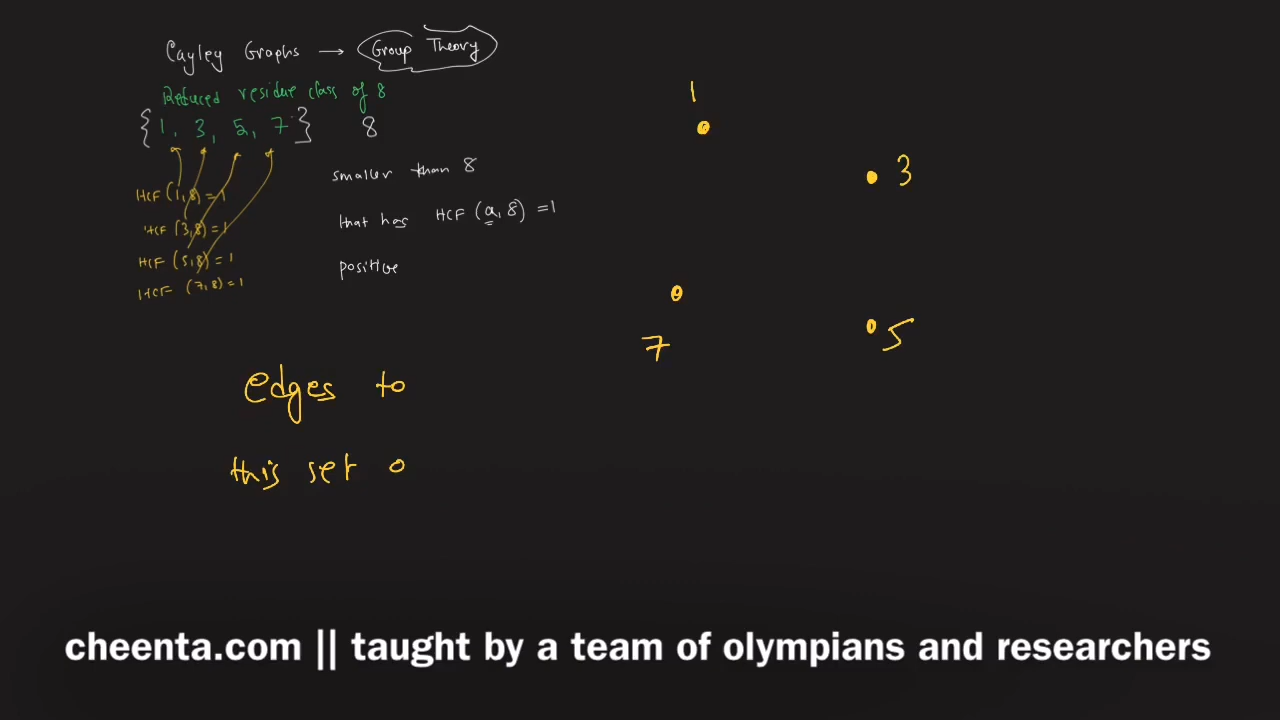 Cayley Graphs → Group Theory
Reduced residue class of 8
{1, 3, 5, 7} 8
HCF (1,8) = 1
HCF (3,8) = 1
HCF (5,8) = 1
HCF (7,8) = 1
smaller than 8
that has HCF (a, 8) = 1
positive
1
3
7
5
edges to
this set o
cheenta.com || taught by a team of olympians and researchers